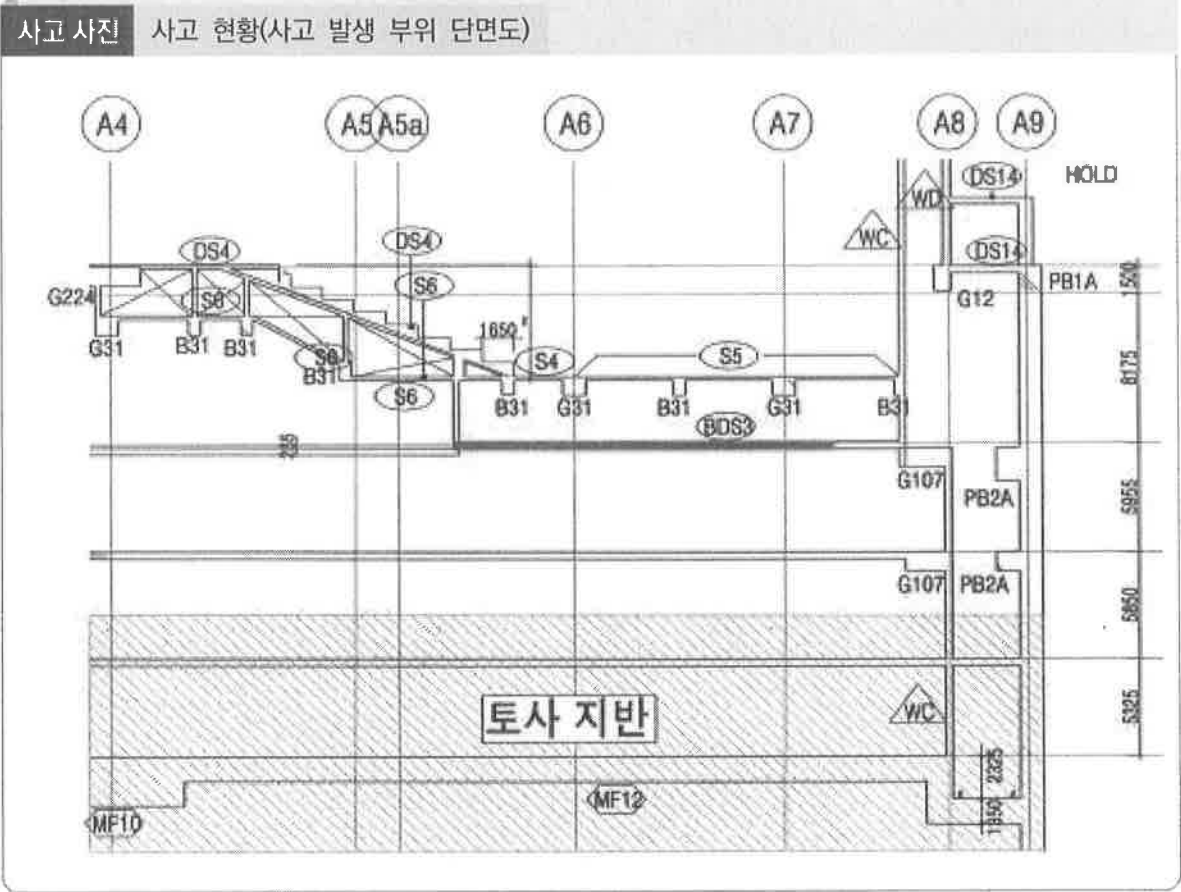 사고 사진 사고 현황(사고 발생 부위 단면도)
A4 A5 A5a A6 A7 A8 A9
DS14 HOLD
WD
WC
DS4 DS4 DS14
S6
G224 S6 G12 PB1A 1500
1650
G31 B31 B31 S6 S4 S5
B31 S6 8175
B31 G31 B31 G31 B31
BDS3
235
G107 PB2A 5955
G107 PB2A 5850
토사 지반 WC 5325
2325
MF10 MF12 1350